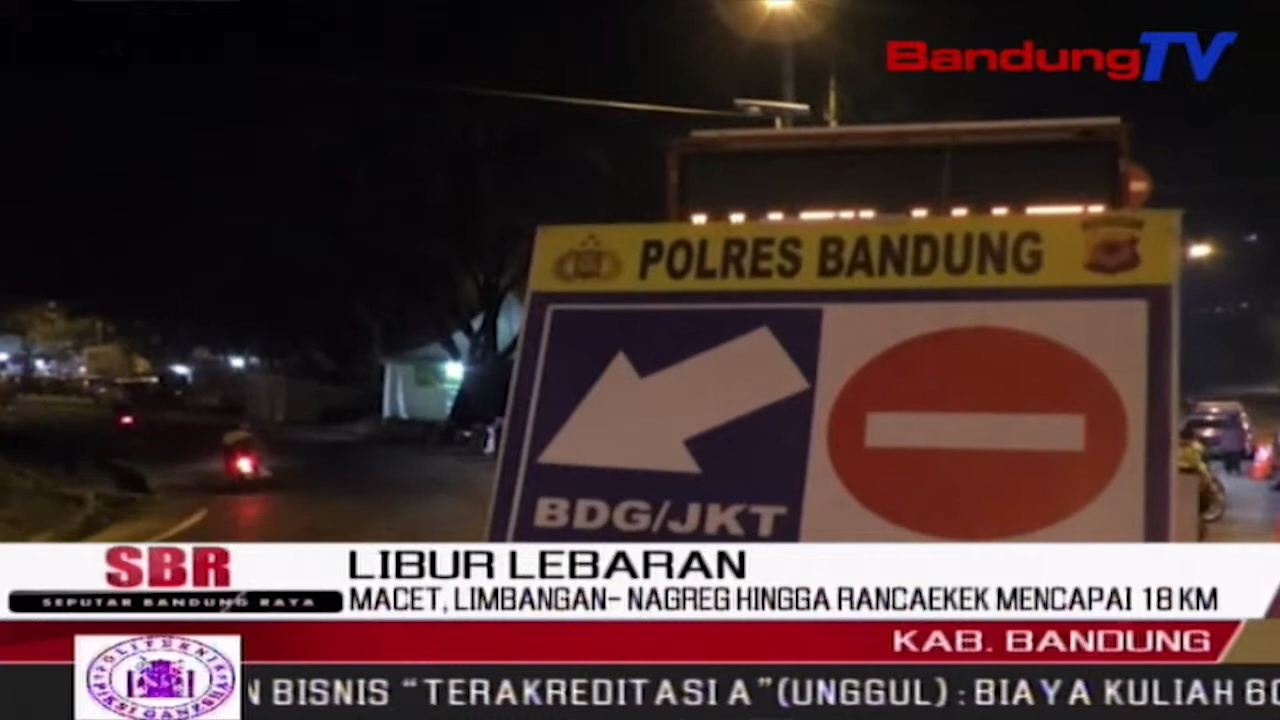 BandungTV
POLRES BANDUNG
BDG/JKT
SBR
SEPUTAR BANDUNG RAYA
LIBUR LEBARAN
MACET, LIMBANGAN- NAGREG HINGGA RANCAEKEK MENCAPAI 18 KM
KAB. BANDUNG
BISNIS "TERAKREDITASI A"(UNGGUL) : BIAYA KULIAH